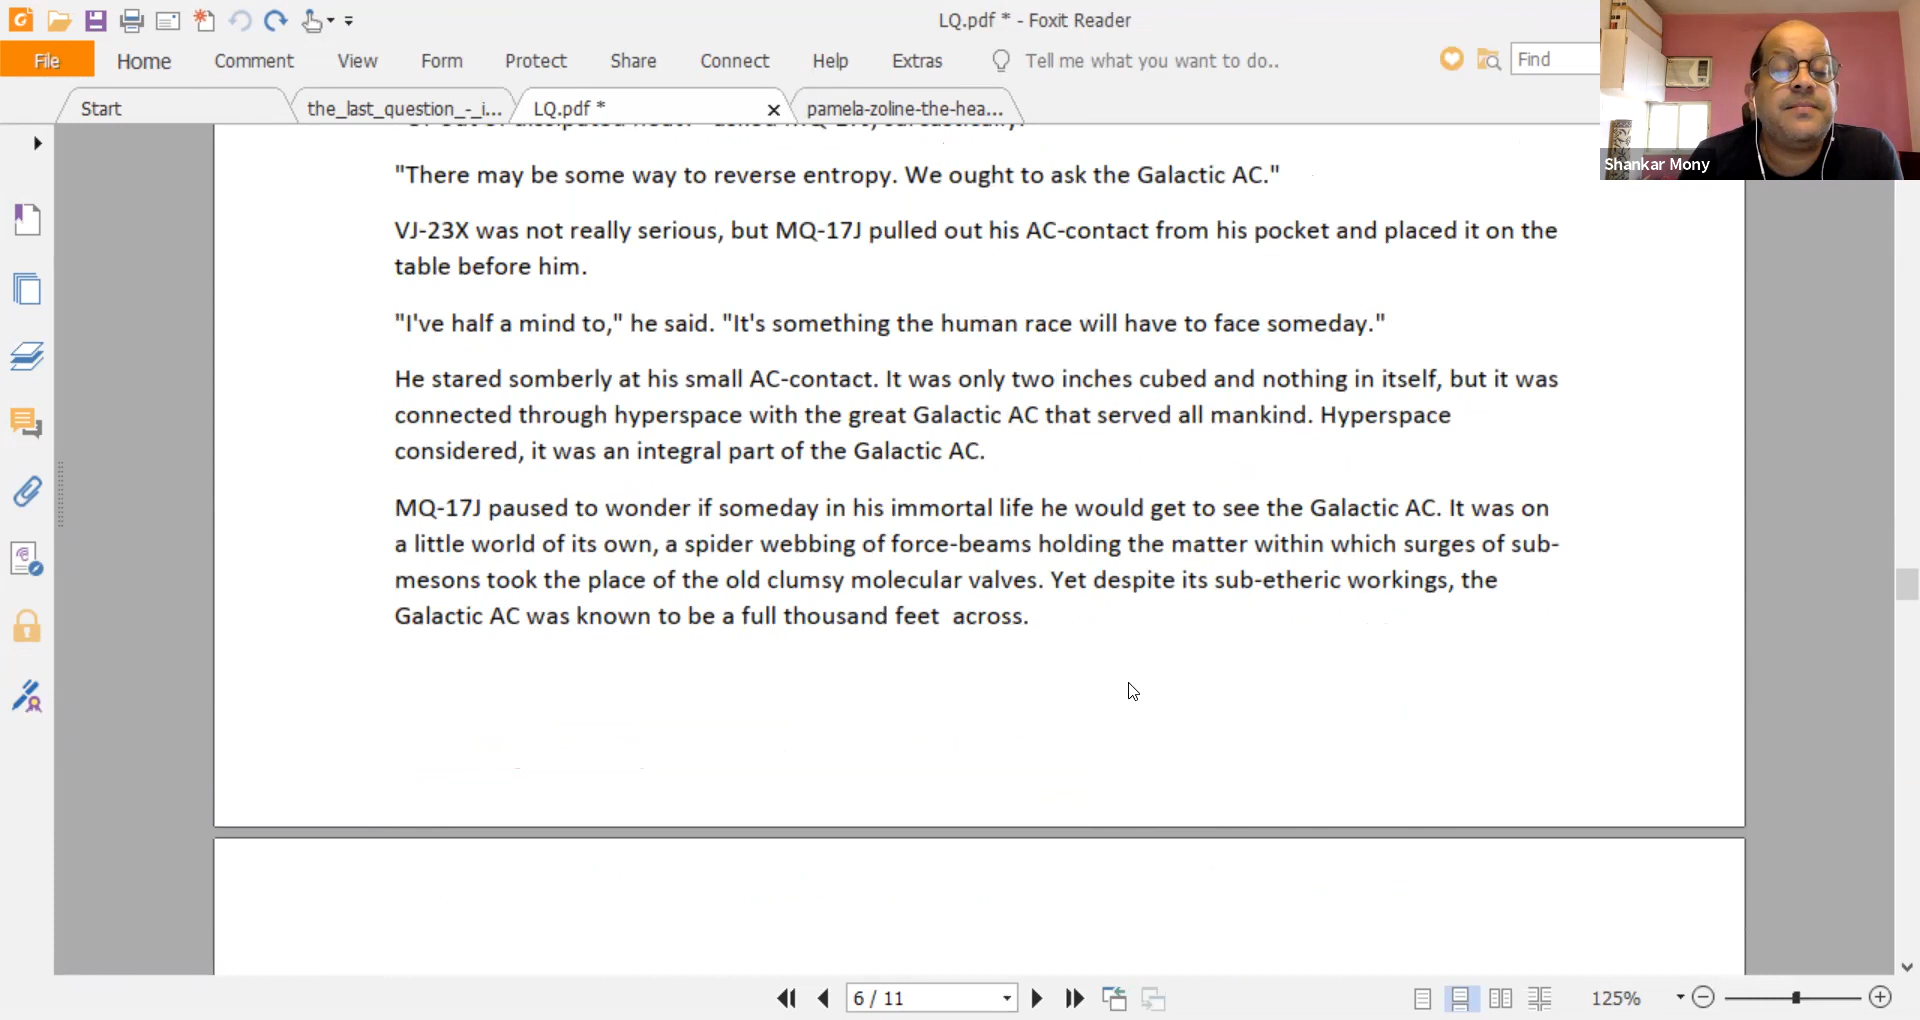 LQ.pdf * - Foxit Reader
File Home Comment View Form Protect Share Connect Help Extras Tell me what you want to do.. Find
Start the_last_question_-_i... LQ.pdf * pamela-zoline-the-hea...
Shankar Mony
"There may be some way to reverse entropy. We ought to ask the Galactic AC."
VJ-23X was not really serious, but MQ-17J pulled out his AC-contact from his pocket and placed it on the
table before him.
"I've half a mind to," he said. "It's something the human race will have to face someday."
He stared somberly at his small AC-contact. It was only two inches cubed and nothing in itself, but it was
connected through hyperspace with the great Galactic AC that served all mankind. Hyperspace
considered, it was an integral part of the Galactic AC.
MQ-17J paused to wonder if someday in his immortal life he would get to see the Galactic AC. It was on
a little world of its own, a spider webbing of force-beams holding the matter within which surges of sub-
mesons took the place of the old clumsy molecular valves. Yet despite its sub-etheric workings, the
Galactic AC was known to be a full thousand feet  across.
6 / 11
125%